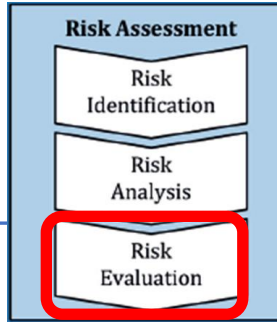 Risk Assessment
Risk
Identification
Risk
Analysis
Risk
Evaluation